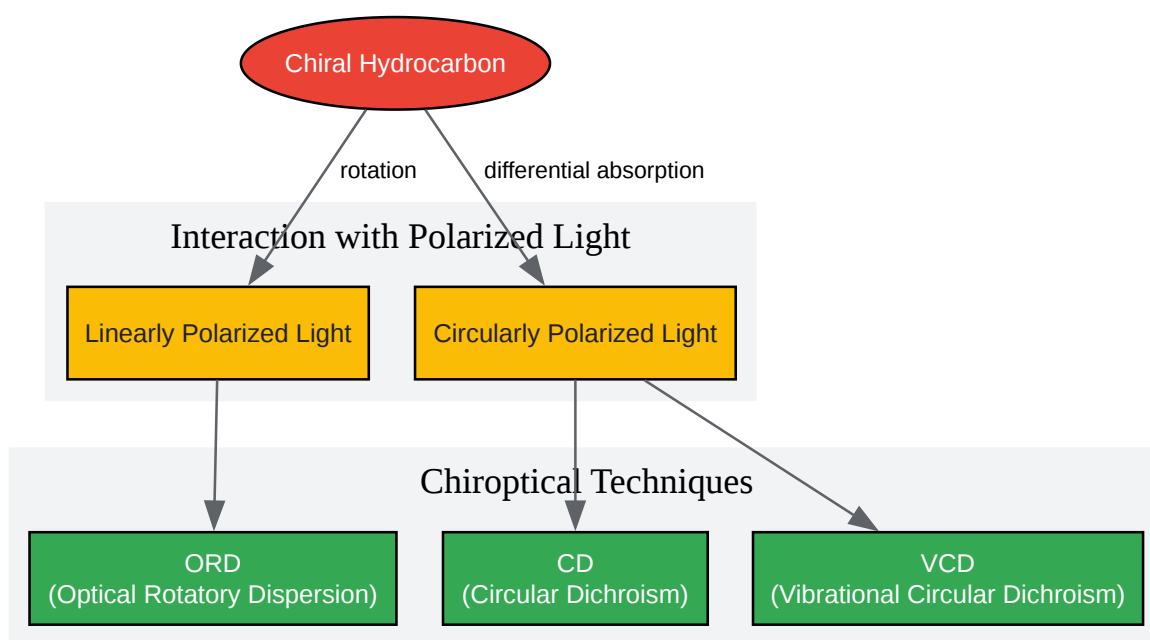 Chiral Hydrocarbon
rotation
differential absorption
Interaction with Polarized Light
Linearly Polarized Light
Circularly Polarized Light
Chiroptical Techniques
ORD
(Optical Rotatory Dispersion)
CD
(Circular Dichroism)
VCD
(Vibrational Circular Dichroism)